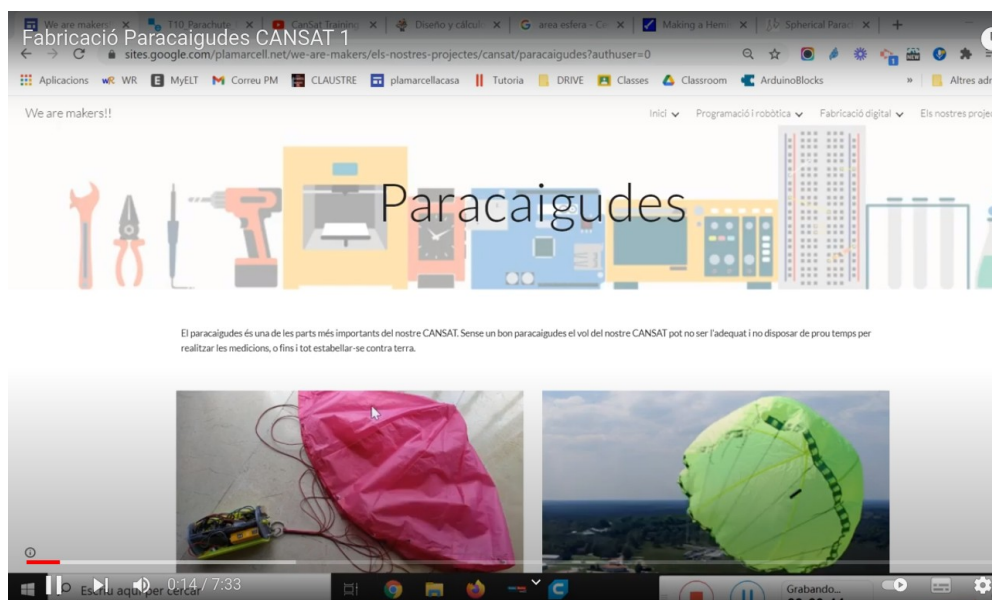 We are makers
T10_Parachute
CanSat Training
Diseño y cálcul
area esfera - Ce
Making a Hem
Spherical Parac
Fabricació Paracaigudes CANSAT 1
sites.google.com/plamarcell.net/we-are-makers/els-nostres-projectes/cansat/paracaigudes?authuser=0
Aplicacions WR MyELT Correu PM CLAUSTRE plamarcellacasa Tutoria DRIVE Classes Classroom ArduinoBlocks » Altres adr
We are makers!!
Inici Programació i robòtica Fabricació digital Els nostres projec
Paracaigudes
El paracaigudes és una de les parts més importants del nostre CANSAT. Sense un bon paracaigudes el vol del nostre CANSAT pot no ser l'adequat i no disposar de prou temps per
realitzar les medicions, o fins i tot estabellar-se contra terra.
0:14 / 7:33
Escriu aquí per cercar
Grabando...